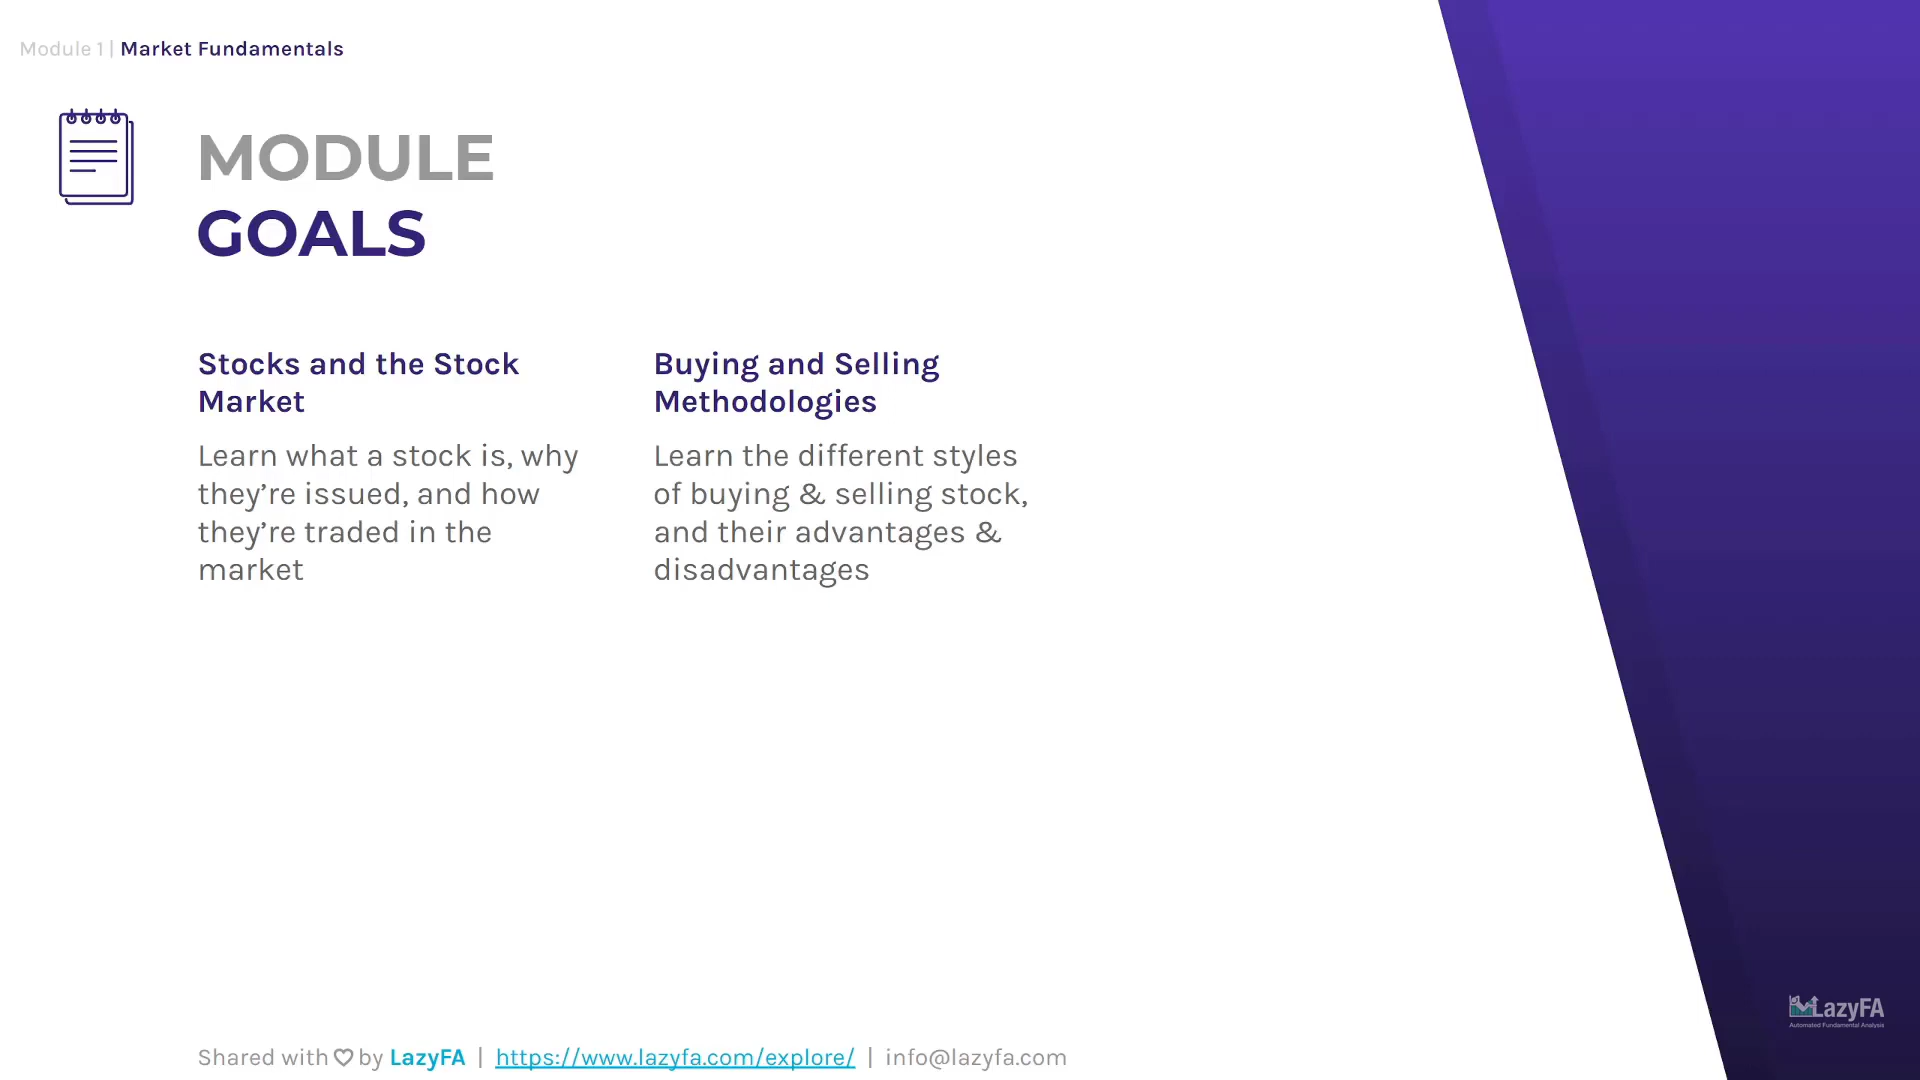 Module 1 | Market Fundamentals
MODULE
GOALS
Stocks and the Stock
Market
Learn what a stock is, why
they’re issued, and how
they’re traded in the
market
Buying and Selling
Methodologies
Learn the different styles
of buying & selling stock,
and their advantages &
disadvantages
LazyFA
Automated Fundamental Analysis
Shared with ♡ by LazyFA | https://www.lazyfa.com/explore/ | info@lazyfa.com